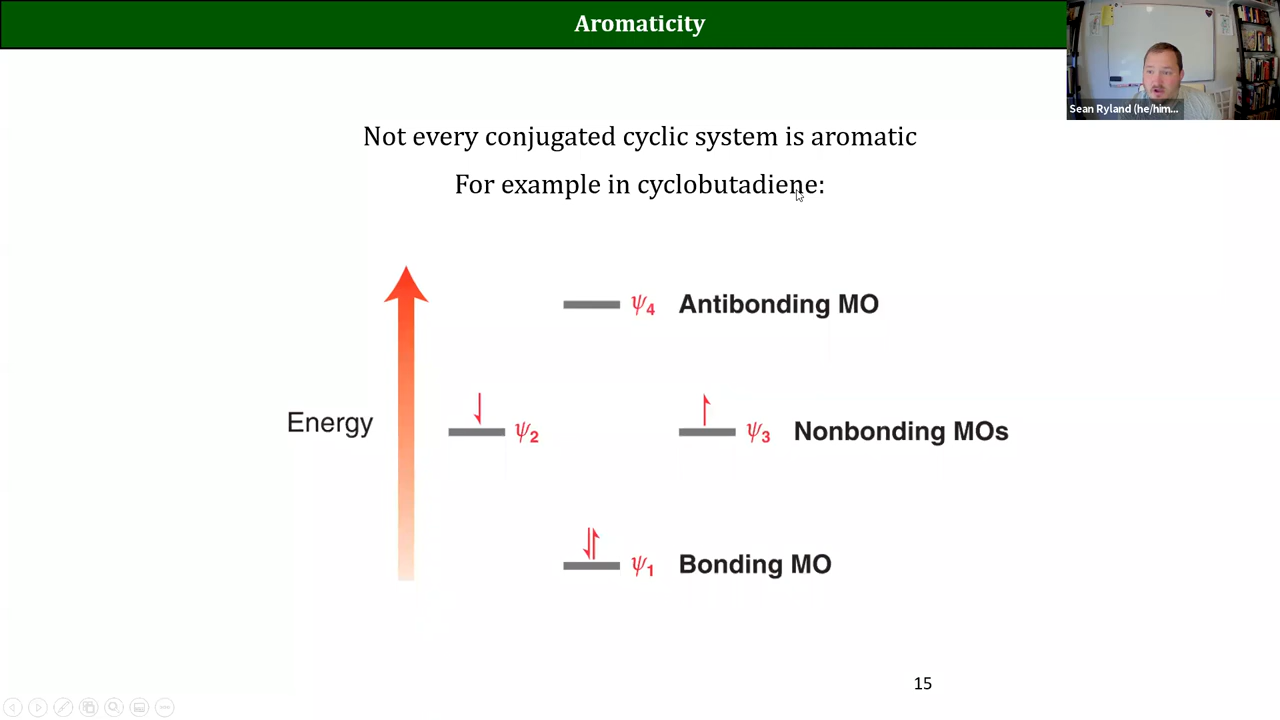 Aromaticity
Sean Ryland (he/him...
Not every conjugated cyclic system is aromatic
For example in cyclobutadiene:
ψ4 Antibonding MO
Energy
ψ2
ψ3 Nonbonding MOs
ψ1 Bonding MO
15